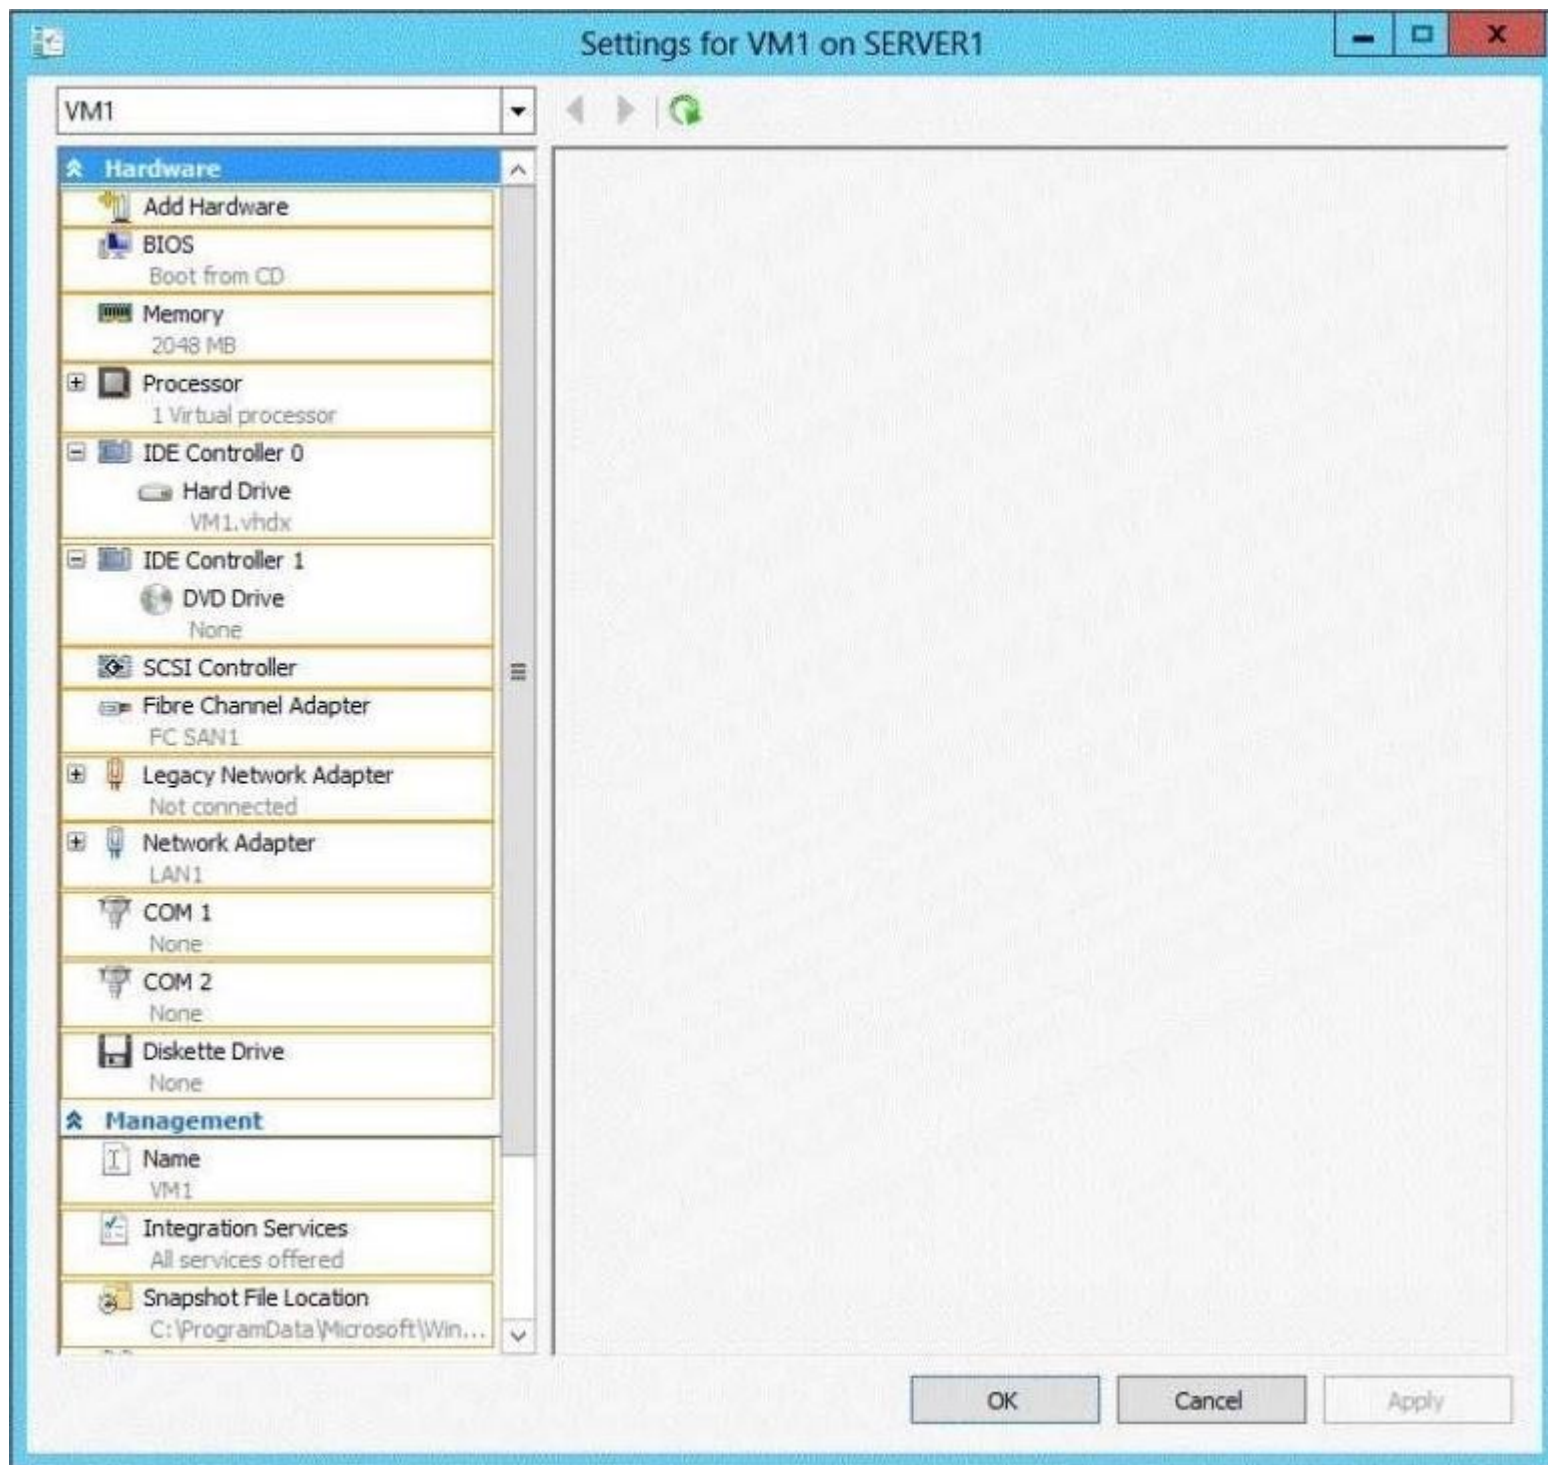 Settings for VM1 on SERVER1
VM1
Hardware
Add Hardware
BIOS
Boot from CD
Memory
2048 MB
Processor
1 Virtual processor
IDE Controller 0
Hard Drive
VM1.vhdx
IDE Controller 1
DVD Drive
None
SCSI Controller
Fibre Channel Adapter
FC SAN1
Legacy Network Adapter
Not connected
Network Adapter
LAN1
COM 1
None
COM 2
None
Diskette Drive
None
Management
Name
VM1
Integration Services
All services offered
Snapshot File Location
C:\ProgramData\Microsoft\Win...
OK
Cancel
Apply